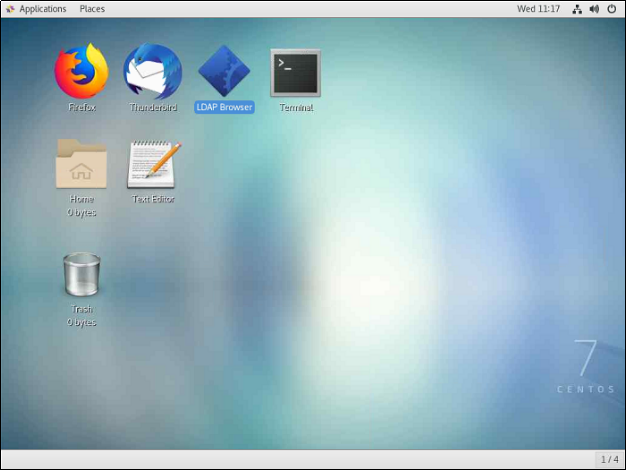 Applications Places Wed 11:17
Firefox Thunderbird LDAP Browser Terminal
Home Text Editor
0 bytes
Trash
0 bytes
7
CENTOS
1 / 4